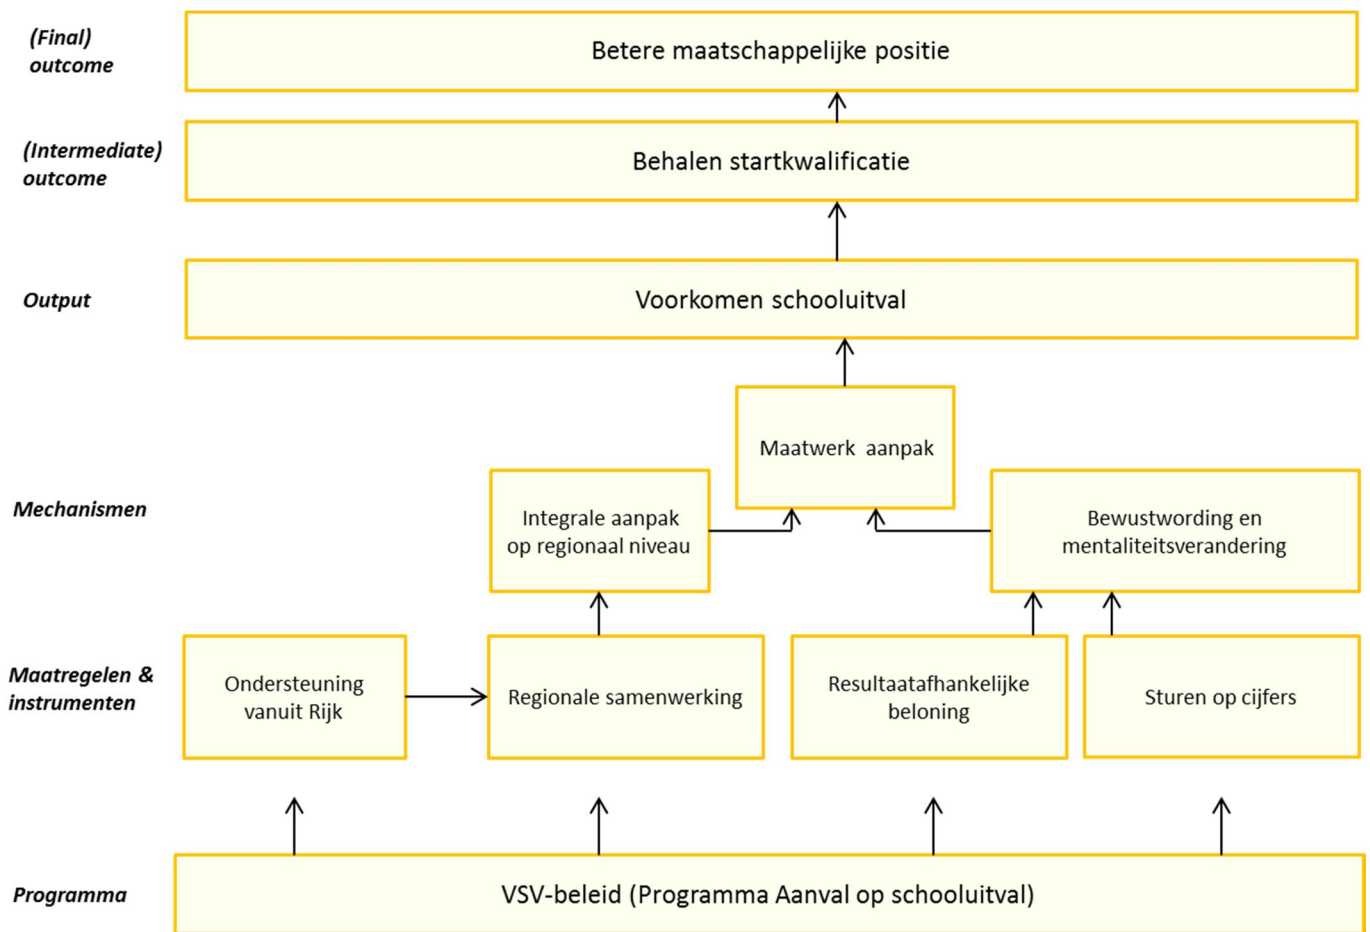 (Final)
outcome
Betere maatschappelijke positie
(Intermediate)
outcome
Behalen startkwalificatie
Output
Voorkomen schooluitval
Mechanismen
Maatwerk aanpak
Integrale aanpak
op regionaal niveau
Bewustwording en
mentaliteitsverandering
Maatregelen &
instrumenten
Ondersteuning
vanuit Rijk
Regionale samenwerking
Resultaatafhankelijke
beloning
Sturen op cijfers
Programma
VSV-beleid (Programma Aanval op schooluitval)